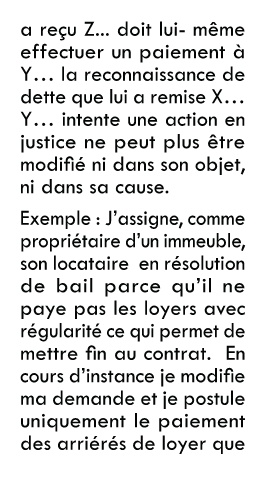 a reçu Z... doit lui- même
effectuer un paiement à
Y... la reconnaissance de
dette que lui a remise X...
Y... intente une action en
justice ne peut plus être
modifié ni dans son objet,
ni dans sa cause.
Exemple : J'assigne, comme
propriétaire d'un immeuble,
son locataire en résolution
de bail parce qu'il ne
paye pas les loyers avec
régularité ce qui permet de
mettre fin au contrat. En
cours d'instance je modifie
ma demande et je postule
uniquement le paiement
des arriérés de loyer que